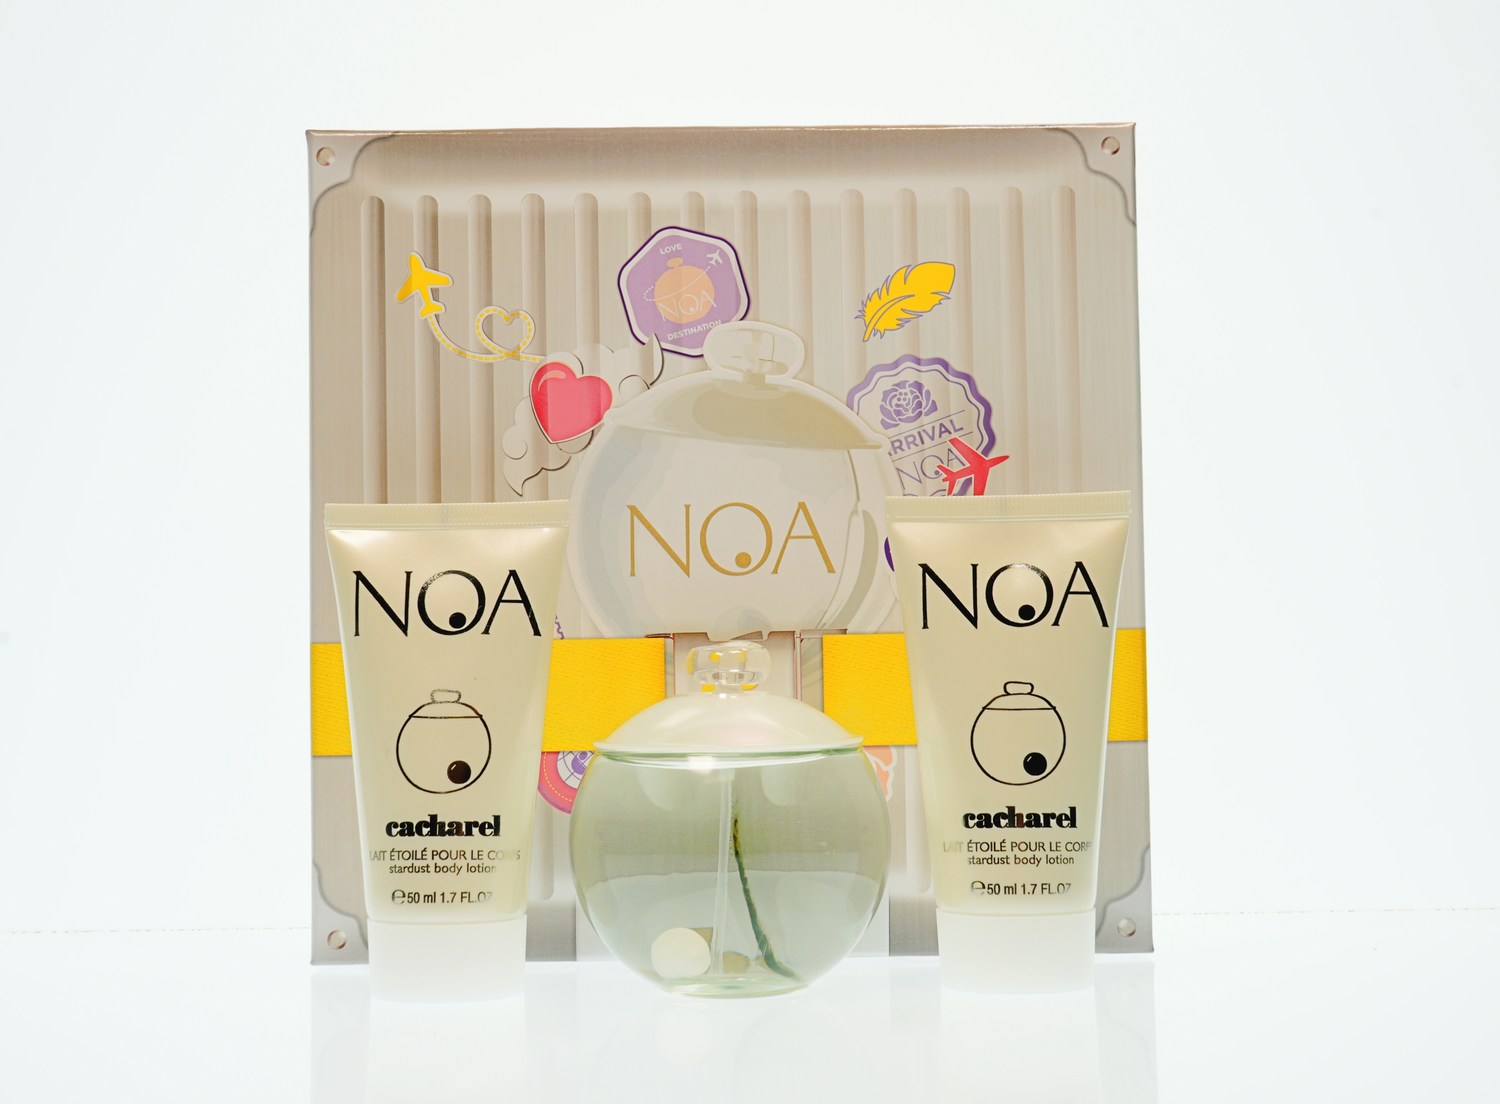 LOVE
NOA
DESTINATION
ARRIVAL
NOA
NOA
NOA
cacharel
LAIT ÉTOILÉ POUR LE CORPS
stardust body lotion
℮ 50 ml 1.7 FL.OZ
NOA
cacharel
LAIT ÉTOILÉ POUR LE CORPS
stardust body lotion
℮ 50 ml 1.7 FL.OZ